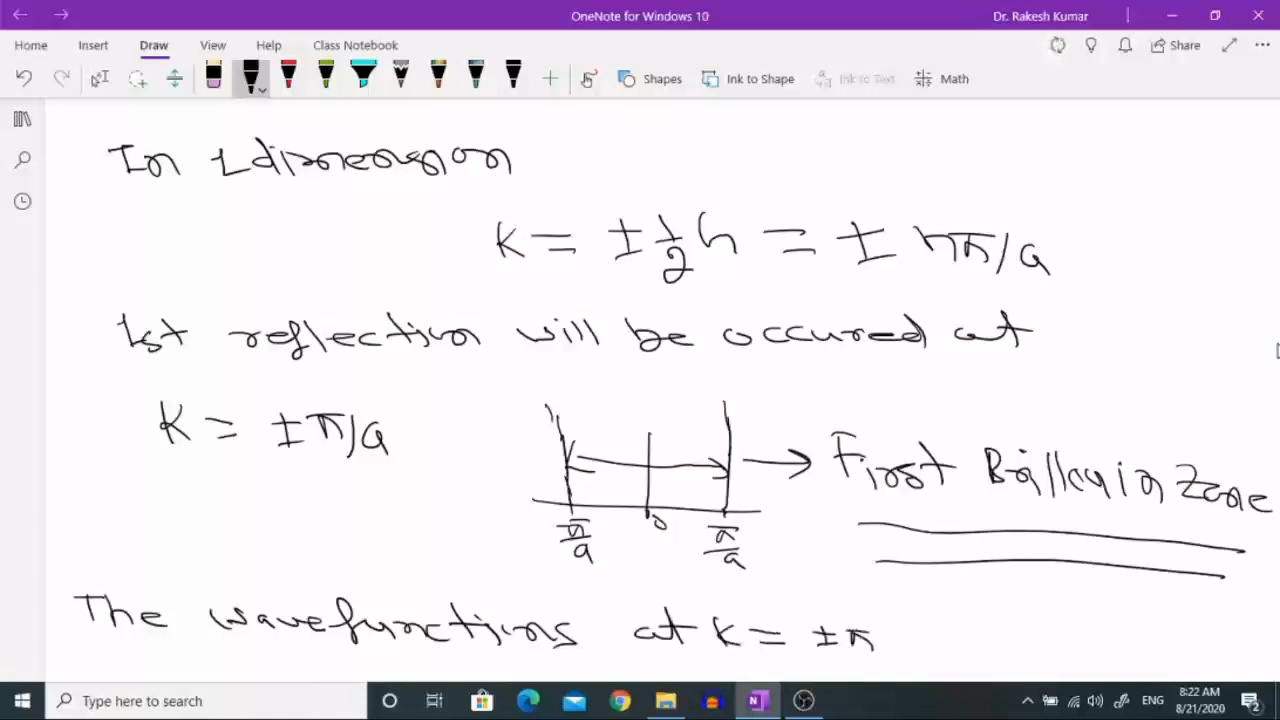 OneNote for Windows 10
Dr. Rakesh Kumar
Home Insert Draw View Help Class Notebook Share
Shapes Ink to Shape Ink to Text Math
In 1dimension
K = ± 1/2 h = ± nπ/a
1st reflection will be occured at
K = ±π/a
First Brillouin Zone
π/a 0 π/a
The wavefunctions at K = ±π
Type here to search
ENG
8:22 AM
8/21/2020
2